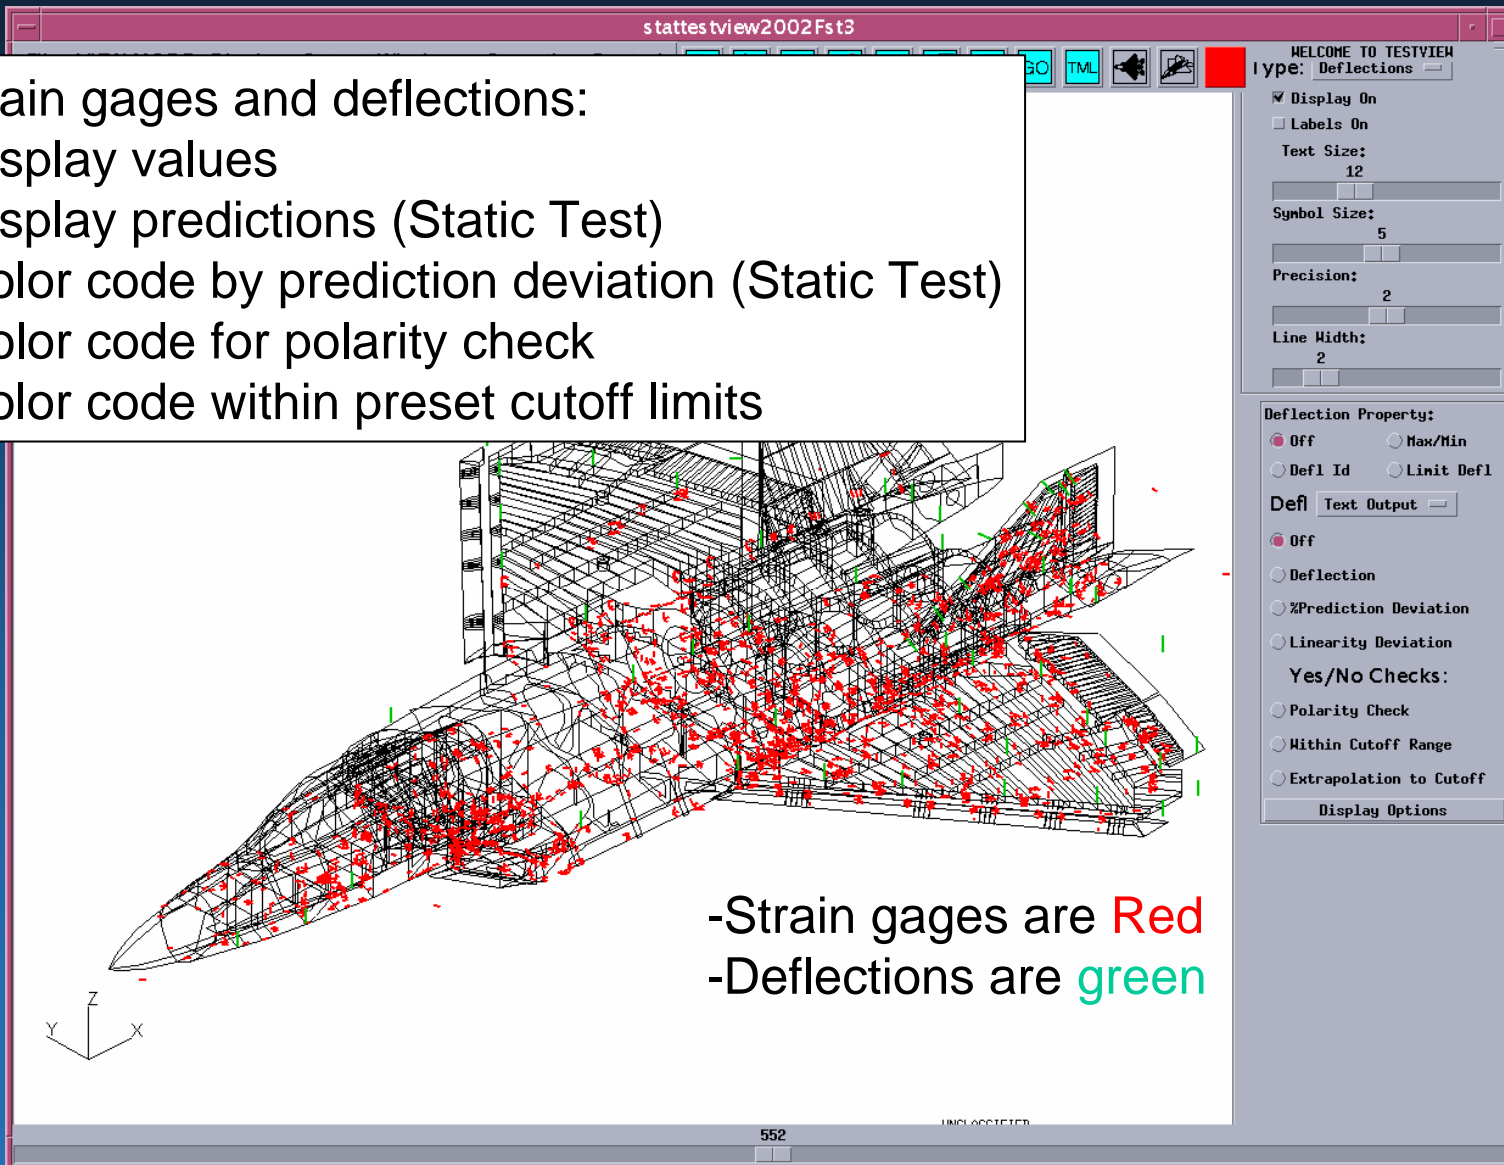 stattestview2002Fst3
GO TML
WELCOME TO TESTVIEW
Type: Deflections
Display On
Labels On
Text Size:
12
Symbol Size:
5
Precision:
2
Line Width:
2
Deflection Property:
Off Max/Min
Defl Id Limit Defl
Defl Text Output
Off
Deflection
%Prediction Deviation
Linearity Deviation
Yes/No Checks:
Polarity Check
Within Cutoff Range
Extrapolation to Cutoff
Display Options
ain gages and deflections:
splay values
splay predictions (Static Test)
olor code by prediction deviation (Static Test)
olor code for polarity check
olor code within preset cutoff limits
-Strain gages are Red
-Deflections are green
Z
Y X
UNCLASSIFIED
552